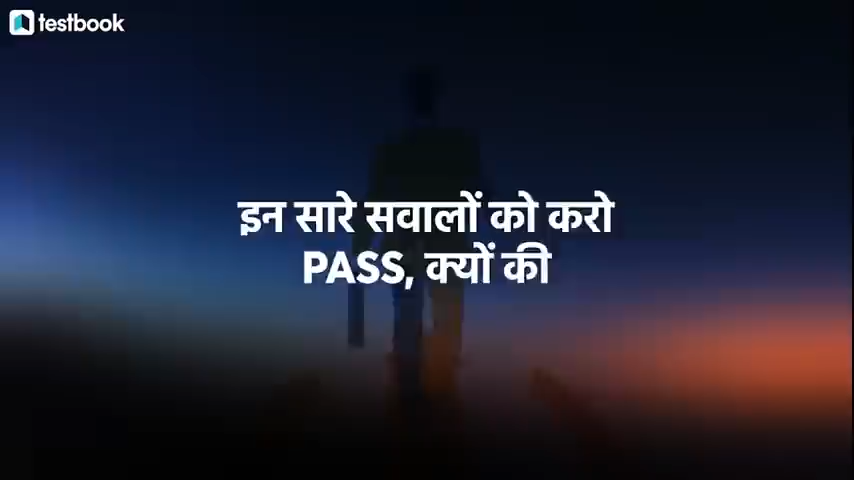 testbook
इन सारे सवालों को करो
PASS, क्यों की